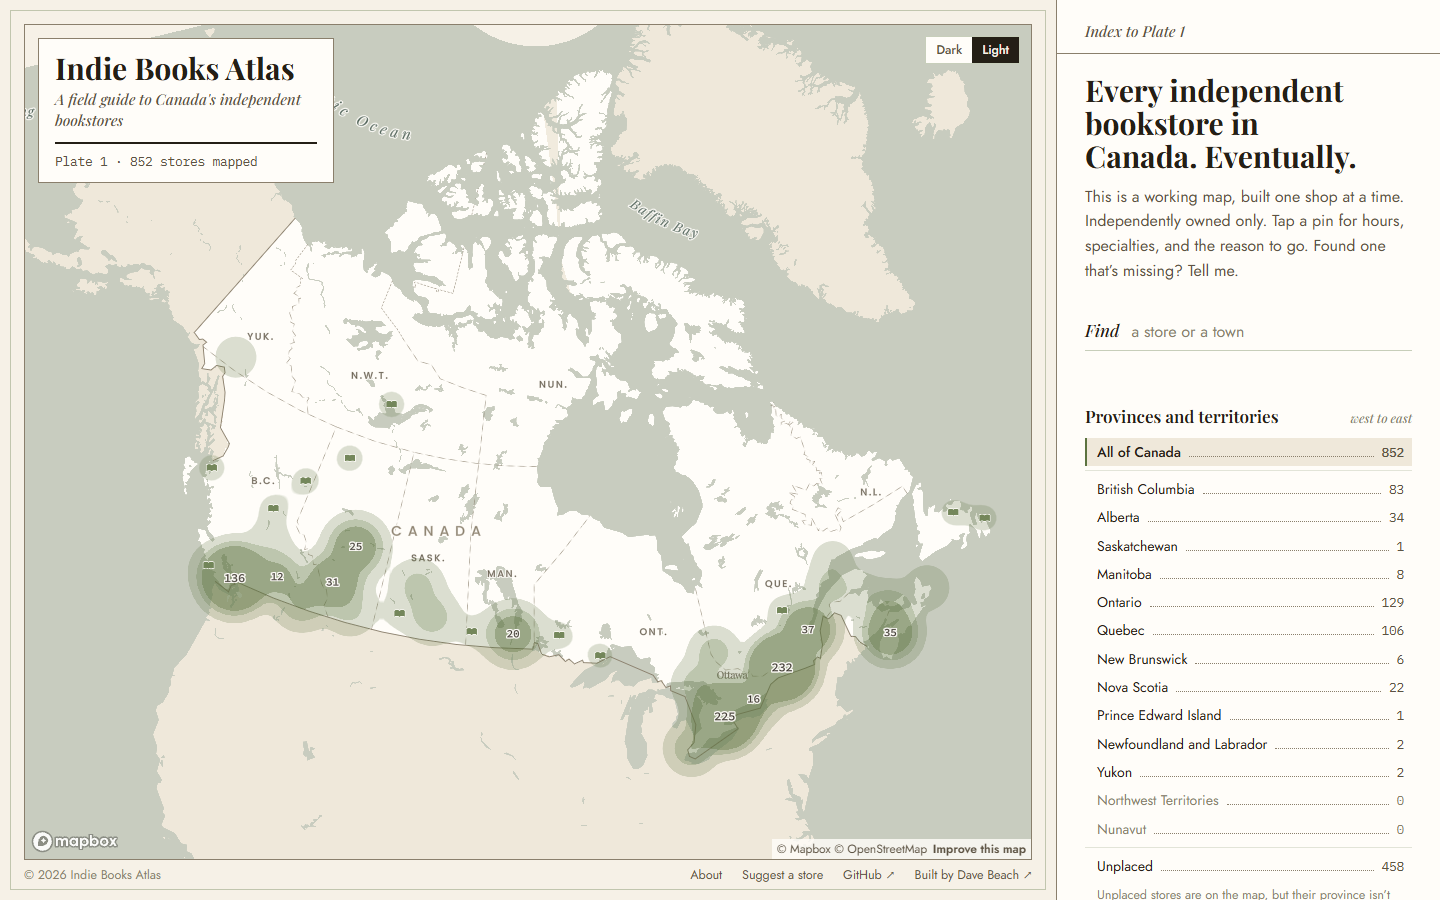 Indie Books Atlas
A field guide to Canada's independent
bookstores
Plate 1 · 852 stores mapped
Dark
Light
ic Ocean
Baffin Bay
YUK.
N.W.T.
NUN.
B.C.
CANADA
SASK.
MAN.
ONT.
QUE.
N.L.
Ottawa
25
136
12
31
20
37
35
232
16
225
mapbox
© Mapbox © OpenStreetMap Improve this map
© 2026 Indie Books Atlas
About
Suggest a store
GitHub ↗
Built by Dave Beach ↗
Index to Plate 1
Every independent
bookstore in
Canada. Eventually.
This is a working map, built one shop at a time.
Independently owned only. Tap a pin for hours,
specialties, and the reason to go. Found one
that's missing? Tell me.
Find a store or a town
Provinces and territories west to east
All of Canada 852
British Columbia 83
Alberta 34
Saskatchewan 1
Manitoba 8
Ontario 129
Quebec 106
New Brunswick 6
Nova Scotia 22
Prince Edward Island 1
Newfoundland and Labrador 2
Yukon 2
Northwest Territories 0
Nunavut 0
Unplaced 458
Unplaced stores are on the map, but their province isn't